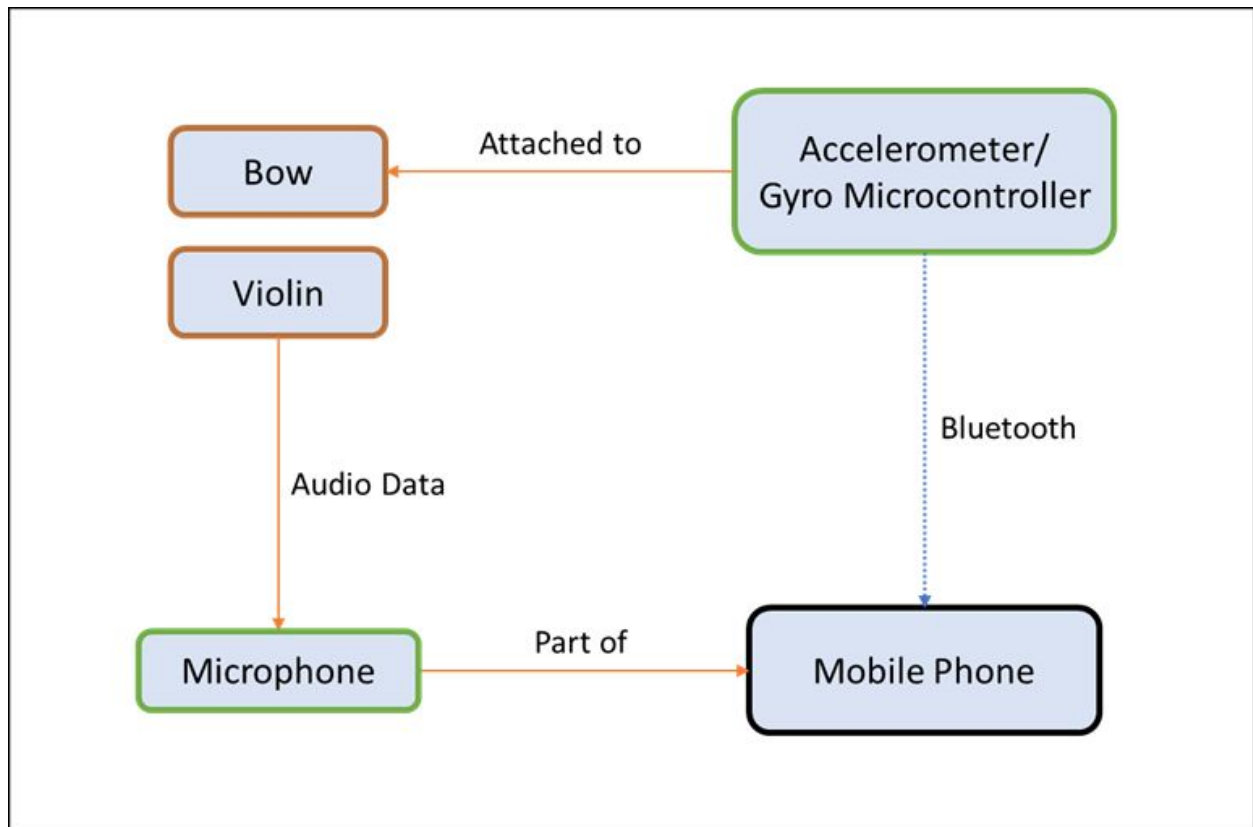 Bow
Attached to
Accelerometer/
Gyro Microcontroller
Violin
Audio Data
Bluetooth
Microphone
Part of
Mobile Phone